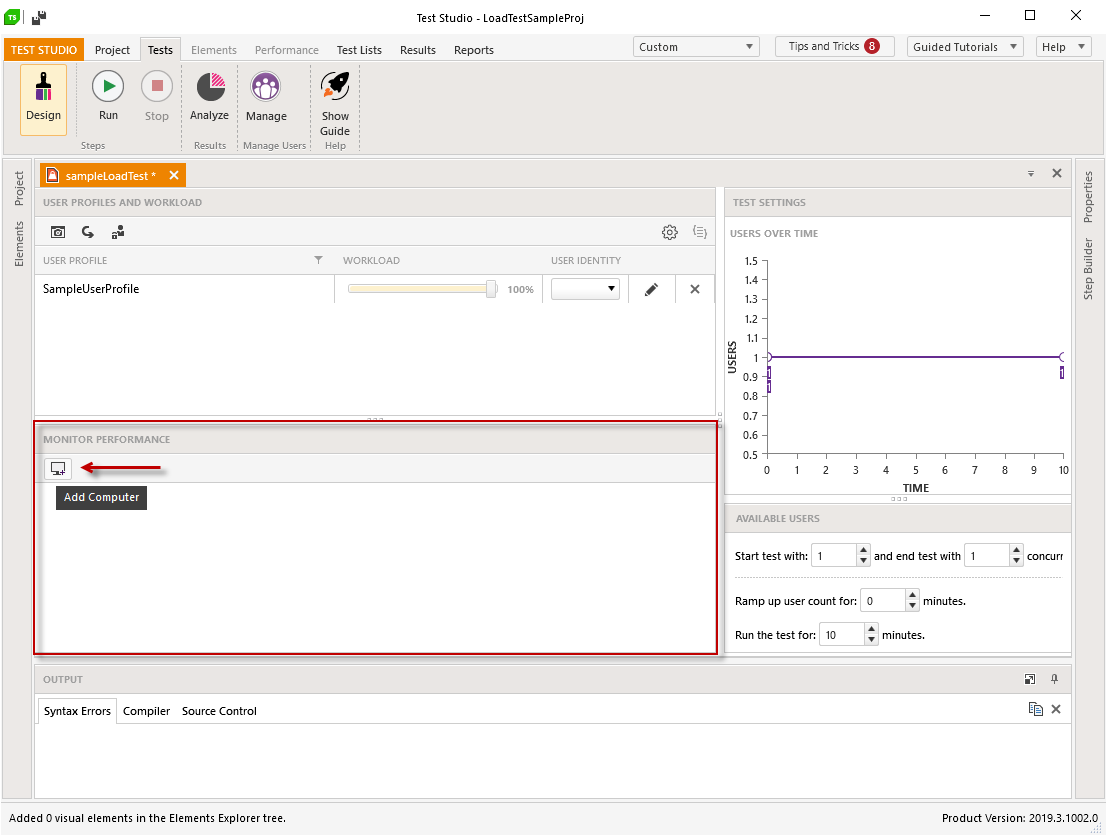 TS
Test Studio - LoadTestSampleProj
TEST STUDIO Project Tests Elements Performance Test Lists Results Reports Custom Tips and Tricks 8 Guided Tutorials Help
Design Run Stop Analyze Manage Show
Guide
Steps Results Manage Users Help
Project
Elements
sampleLoadTest *
USER PROFILES AND WORKLOAD
USER PROFILE WORKLOAD USER IDENTITY
SampleUserProfile 100%
MONITOR PERFORMANCE
Add Computer
TEST SETTINGS
USERS OVER TIME
1.5
1.4
1.3
1.2
1.1
1
0.9
0.8
0.7
0.6
0.5
USERS
1
1
1
0 1 2 3 4 5 6 7 8 9 10
TIME
AVAILABLE USERS
Start test with: 1 and end test with 1 concurr
Ramp up user count for: 0 minutes.
Run the test for: 10 minutes.
Properties
Step Builder
OUTPUT
Syntax Errors Compiler Source Control
Added 0 visual elements in the Elements Explorer tree.
Product Version: 2019.3.1002.0